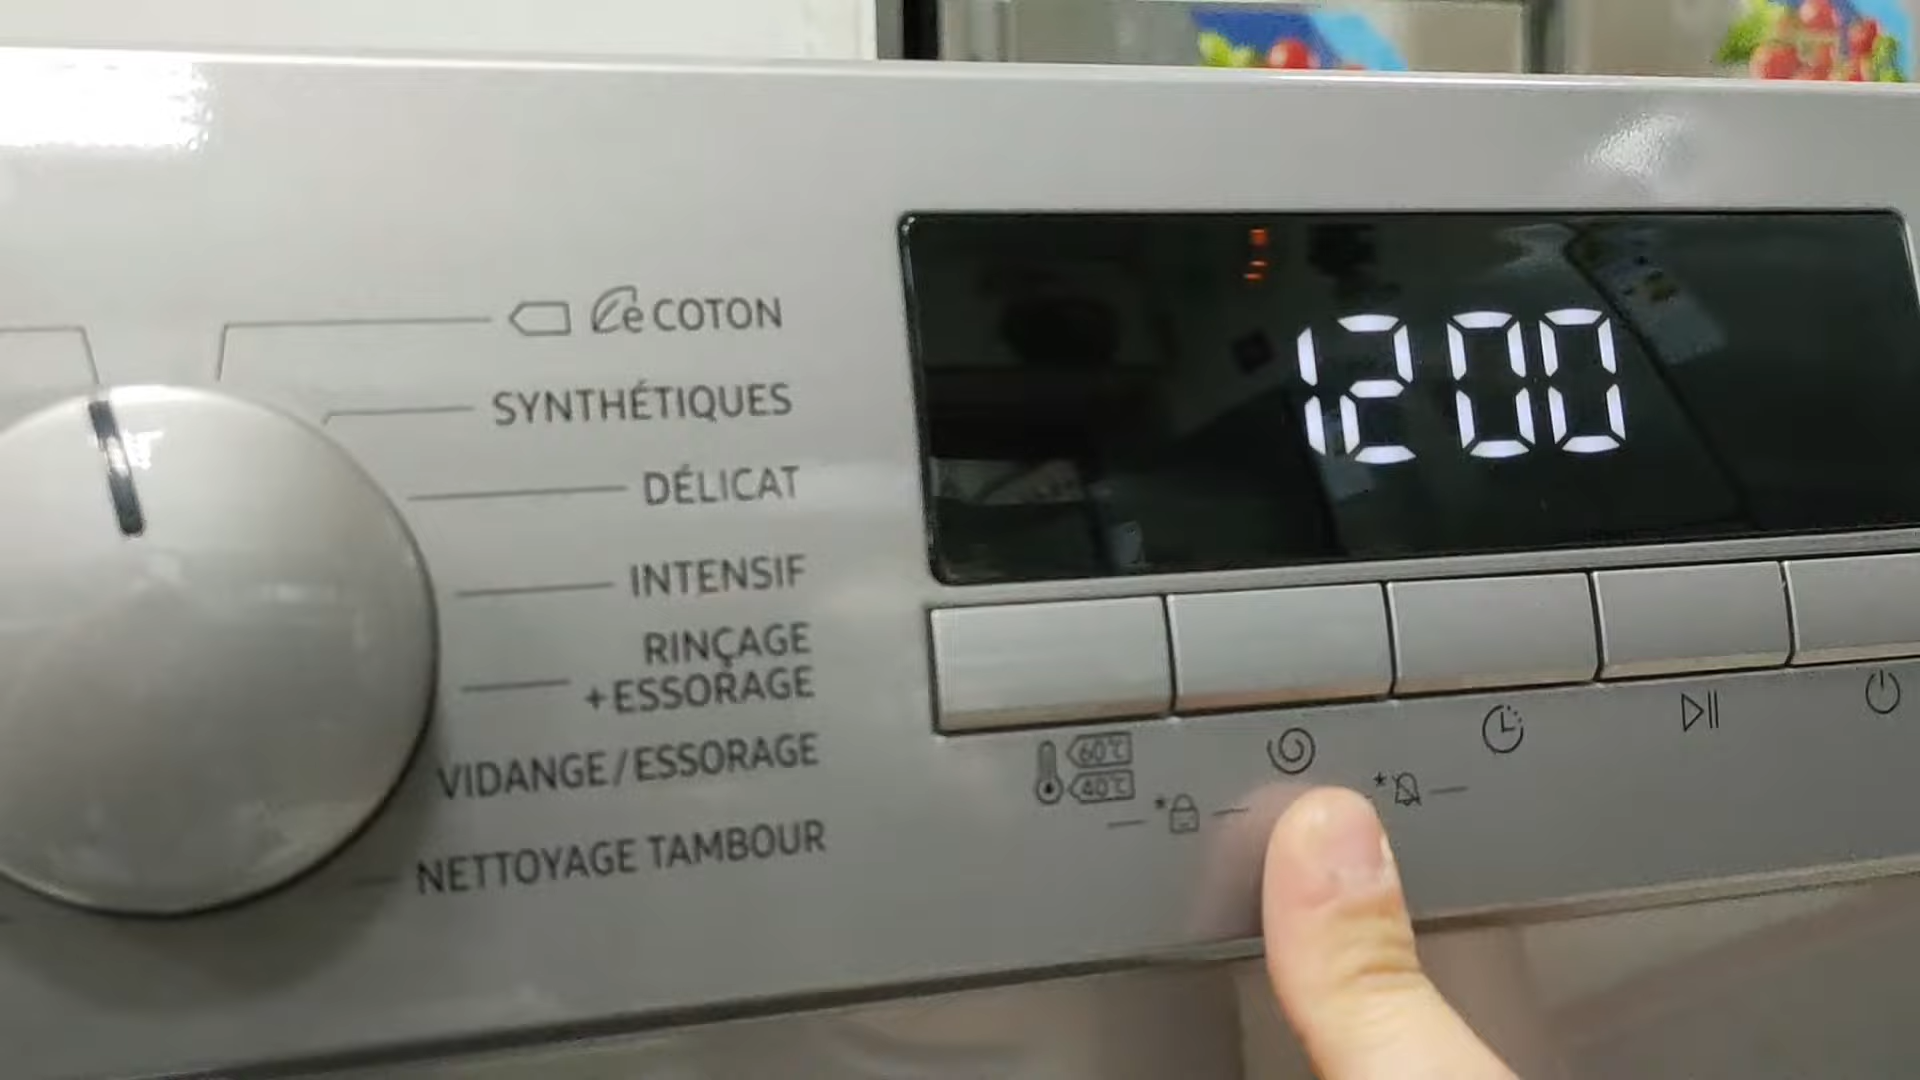 e COTON
SYNTHÉTIQUES
DÉLICAT
INTENSIF
RINÇAGE
+ESSORAGE
VIDANGE/ESSORAGE
NETTOYAGE TAMBOUR
1200
60℃
40℃
*
*